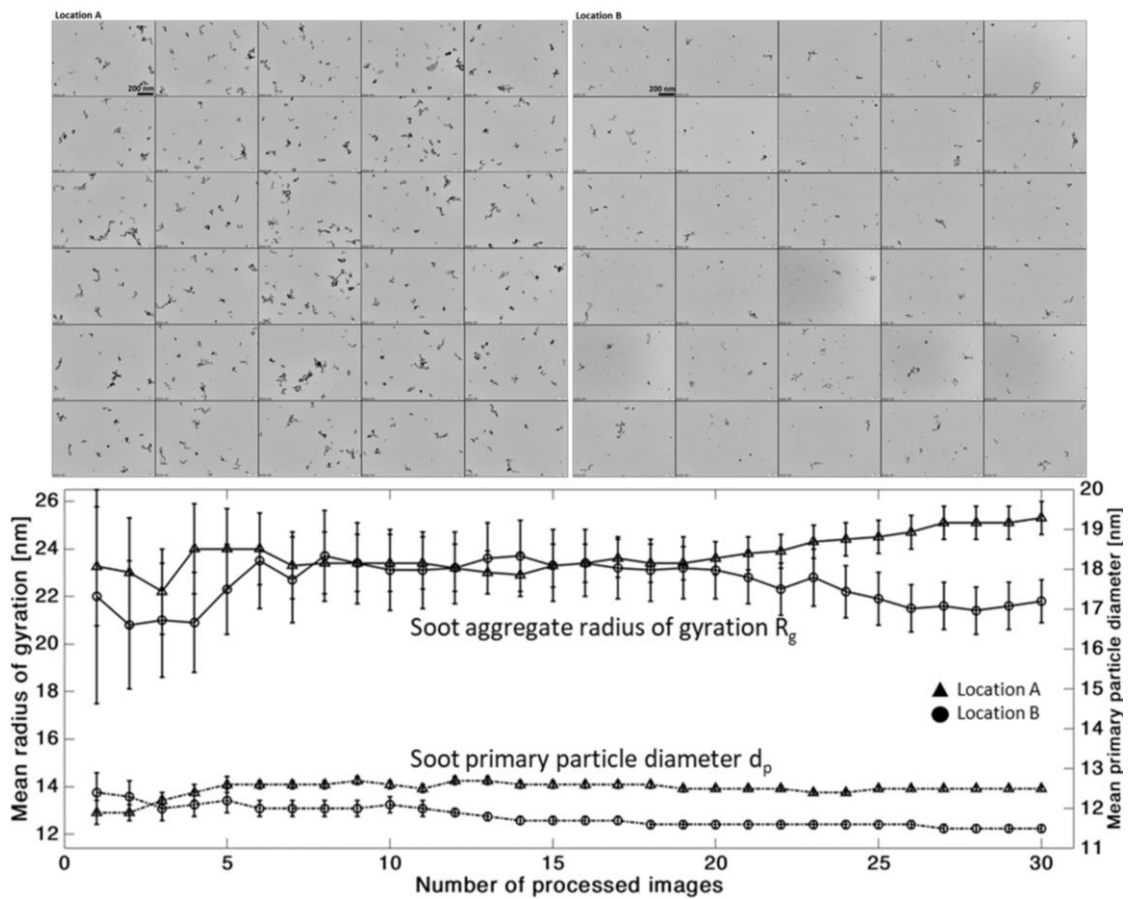 Location A
Location B
200 nm
200 nm
26
24
22
20
18
16
14
12
Mean radius of gyration [nm]
20
19
18
17
16
15
14
13
12
11
Mean primary particle diameter [nm]
Soot aggregate radius of gyration Rg
Location A
Location B
Soot primary particle diameter dp
0
5
10
15
20
25
30
Number of processed images